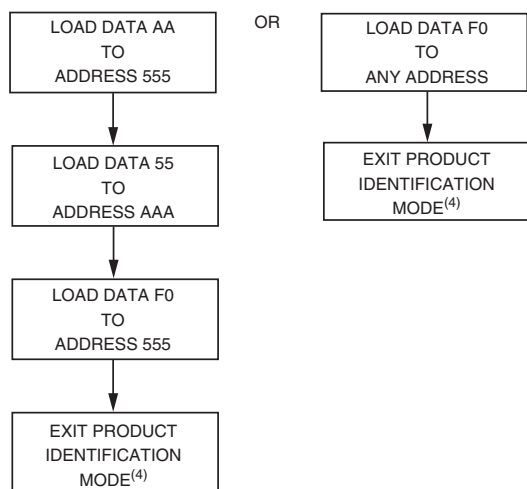 LOAD DATA AA
TO
ADDRESS 555
LOAD DATA 55
TO
ADDRESS AAA
LOAD DATA F0
TO
ADDRESS 555
EXIT PRODUCT
IDENTIFICATION
MODE(4)
OR
LOAD DATA F0
TO
ANY ADDRESS
EXIT PRODUCT
IDENTIFICATION
MODE(4)